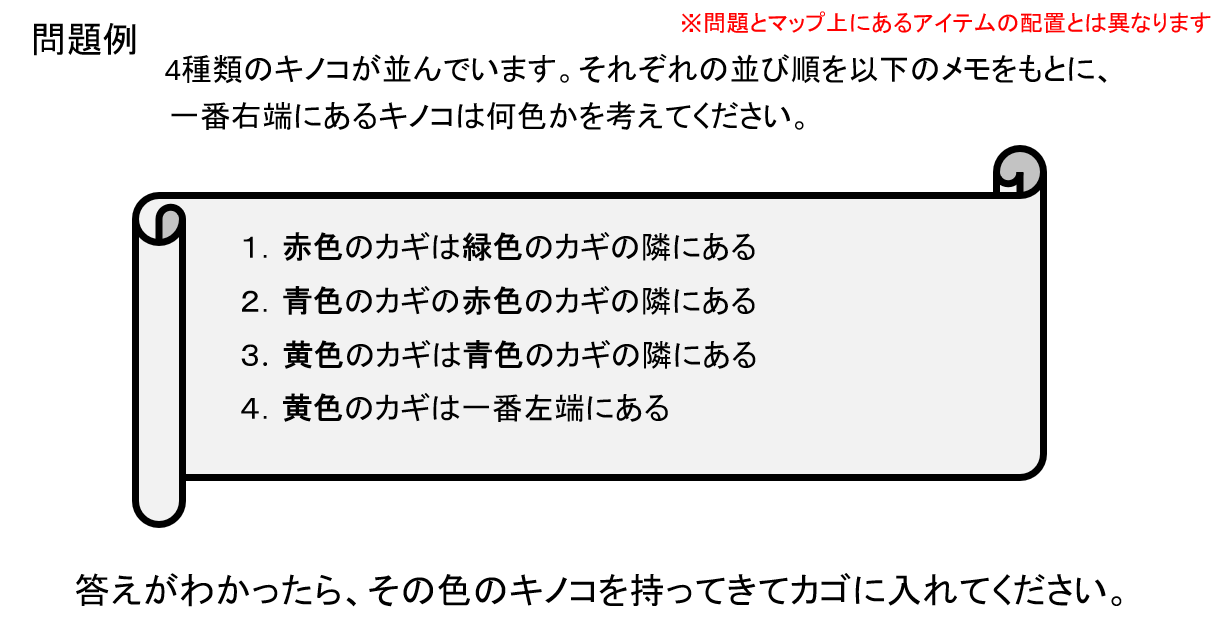 ※問題とマップ上にあるアイテムの配置とは異なります
問題例
4種類のキノコが並んでいます。それぞれの並び順を以下のメモをもとに、
一番右端にあるキノコは何色かを考えてください。
１．赤色のカギは緑色のカギの隣にある
２．青色のカギの赤色のカギの隣にある
３．黄色のカギは青色のカギの隣にある
４．黄色のカギは一番左端にある
答えがわかったら、その色のキノコを持ってきてカゴに入れてください。